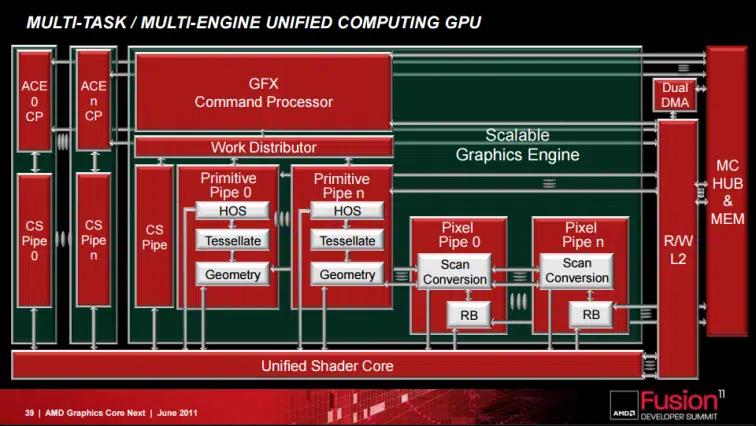 MULTI-TASK / MULTI-ENGINE UNIFIED COMPUTING GPU
ACE
0
CP
ACE
n
CP
GFX
Command Processor
Work Distributor
Scalable
Graphics Engine
Dual
DMA
MC
HUB
&
MEM
CS
Pipe
0
CS
Pipe
n
CS
Pipe
Primitive
Pipe 0
HOS
Tessellate
Geometry
Primitive
Pipe n
HOS
Tessellate
Geometry
Pixel
Pipe 0
Scan
Conversion
RB
Pixel
Pipe n
Scan
Conversion
RB
R/W
L2
Unified Shader Core
39 | AMD Graphics Core Next | June 2011
AMD
Fusion11
DEVELOPER SUMMIT